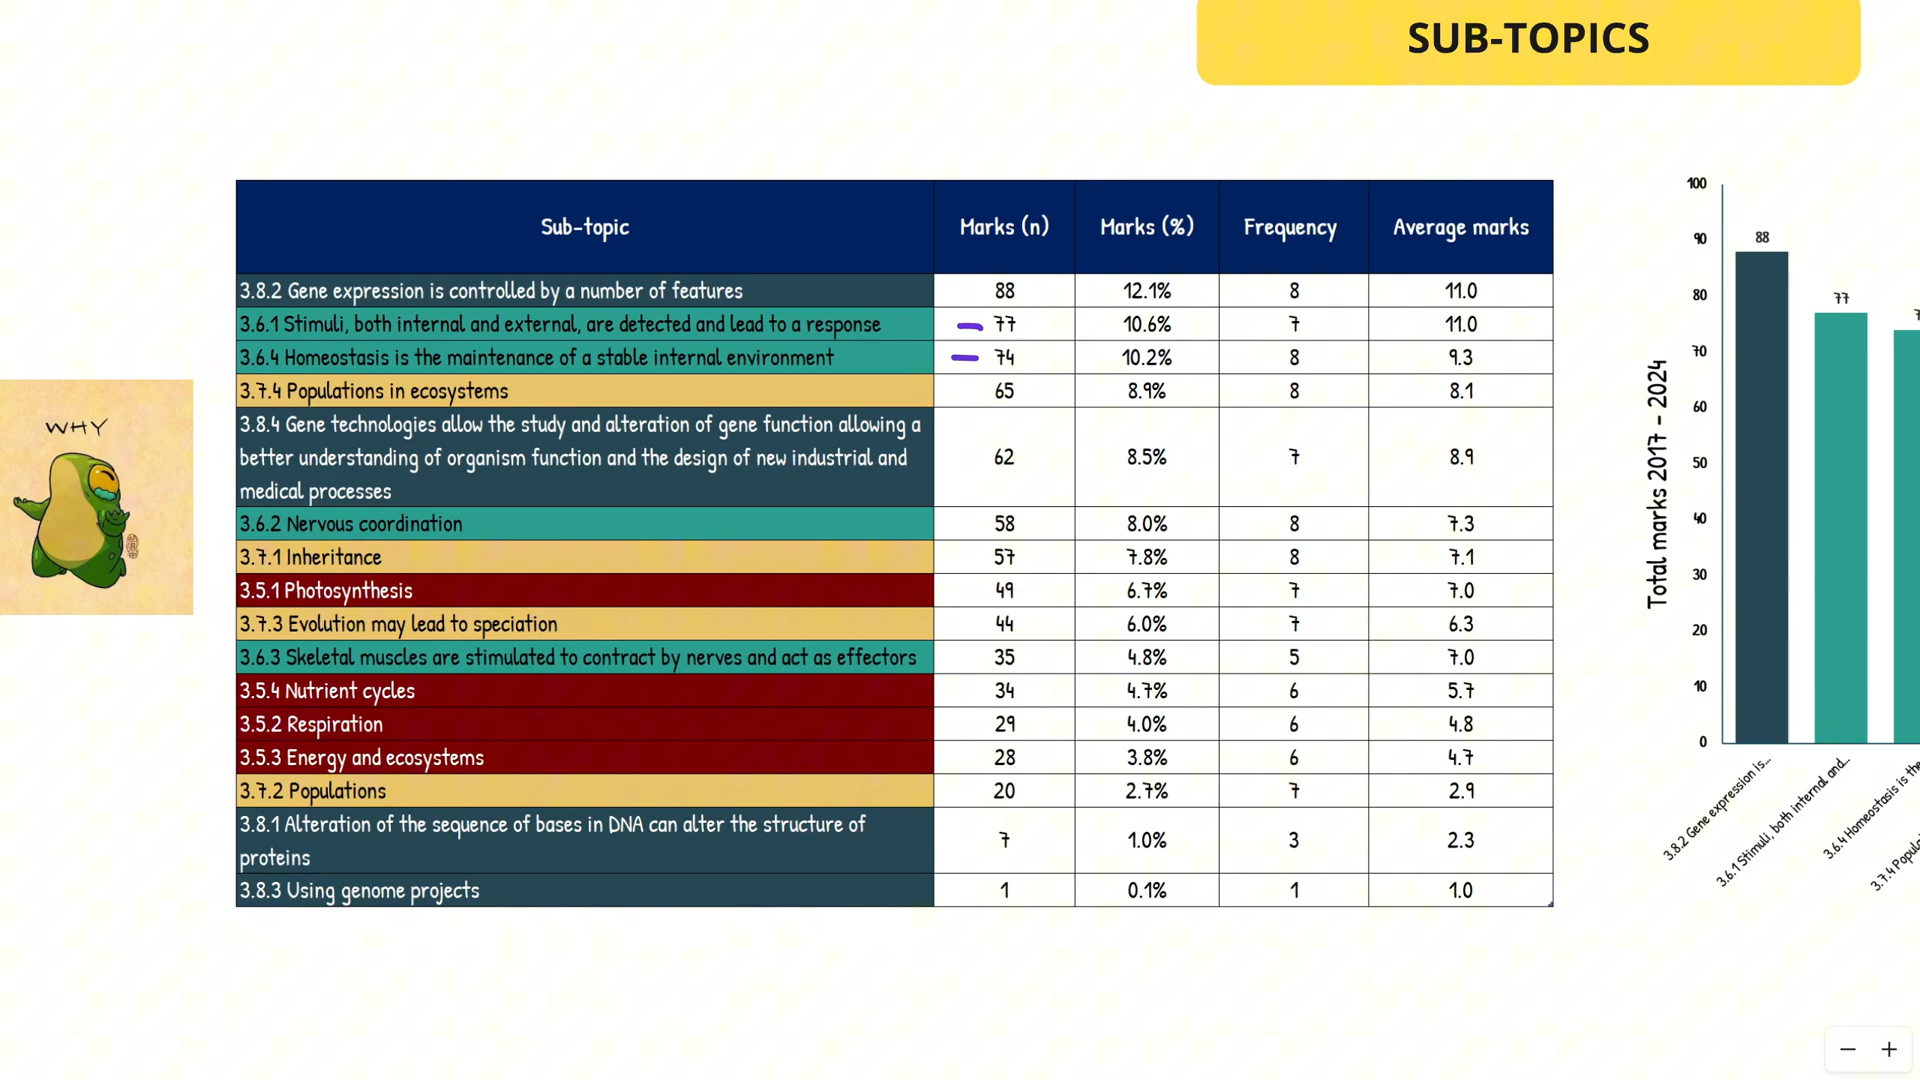 SUB-TOPICS
WHY
Sub-topic Marks (n) Marks (%) Frequency Average marks
3.8.2 Gene expression is controlled by a number of features 88 12.1% 8 11.0
3.6.1 Stimuli, both internal and external, are detected and lead to a response 77 10.6% 7 11.0
3.6.4 Homeostasis is the maintenance of a stable internal environment 74 10.2% 8 9.3
3.7.4 Populations in ecosystems 65 8.9% 8 8.1
3.8.4 Gene technologies allow the study and alteration of gene function allowing a
better understanding of organism function and the design of new industrial and
medical processes
62 8.5% 7 8.9
3.6.2 Nervous coordination 58 8.0% 8 7.3
3.7.1 Inheritance 57 7.8% 8 7.1
3.5.1 Photosynthesis 49 6.7% 7 7.0
3.7.3 Evolution may lead to speciation 44 6.0% 7 6.3
3.6.3 Skeletal muscles are stimulated to contract by nerves and act as effectors 35 4.8% 5 7.0
3.5.4 Nutrient cycles 34 4.7% 6 5.7
3.5.2 Respiration 29 4.0% 6 4.8
3.5.3 Energy and ecosystems 28 3.8% 6 4.7
3.7.2 Populations 20 2.7% 7 2.9
3.8.1 Alteration of the sequence of bases in DNA can alter the structure of
proteins
7 1.0% 3 2.3
3.8.3 Using genome projects 1 0.1% 1 1.0
Total marks 2017 - 2024
100
90
80
70
60
50
40
30
20
10
0
88
77
3.8.2 Gene expression is...
3.6.1 Stimuli, both internal and...
3.6.4 Homeostasis is the
3.7.4